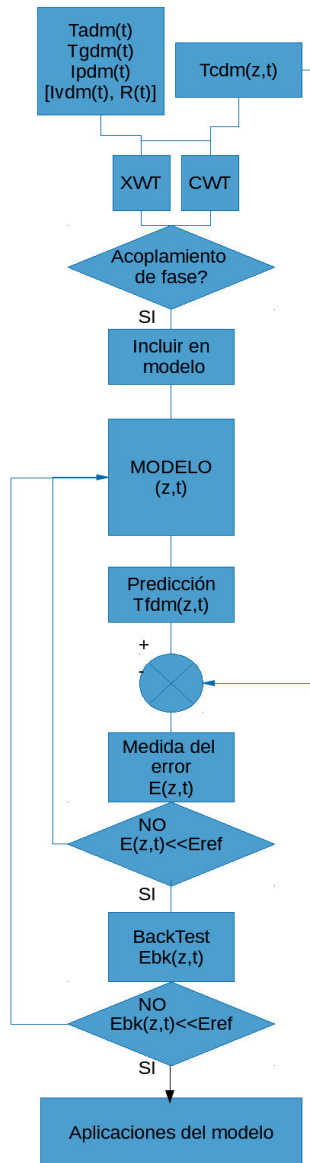 Tadm(t)
Tgdm(t)
Ipdm(t)
[Ivdm(t), R(t)]
Tcdm(z,t)
XWT
CWT
Acoplamiento
de fase?
SI
Incluir en
modelo
MODELO
(z,t)
Predicción
Tfdm(z,t)
+
-
Medida del
error
E(z,t)
NO
E(z,t)<<Eref
SI
BackTest
Ebk(z,t)
NO
Ebk(z,t)<<Eref
SI
Aplicaciones del modelo